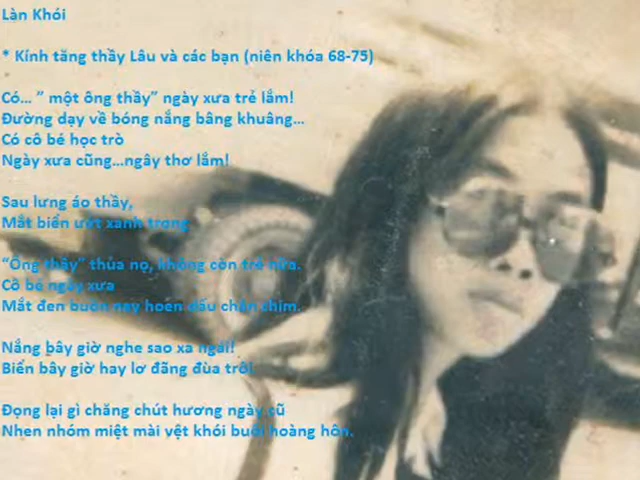 Làn Khói
* Kính tăng thầy Lâu và các bạn (niên khóa 68-75)
Có... ” một ông thầy” ngày xưa trẻ lắm!
Đường dạy về bóng nắng bâng khuâng...
Có cô bé học trò
Ngày xưa cũng...ngây thơ lắm!
Sau lưng áo thầy,
Mắt biển ướt xanh trong
“Ông thầy” thủa nọ, không còn trẻ nữa.
Cô bé ngày xưa
Mắt đen buồn nay hoén dấu chân chim.
Nắng bây giờ nghe sao xa ngái!
Biển bây giờ hay lơ đãng đùa trôi
Đọng lại gì chăng chút hương ngày cũ
Nhen nhóm miệt mài vệt khói buổi hoàng hôn.